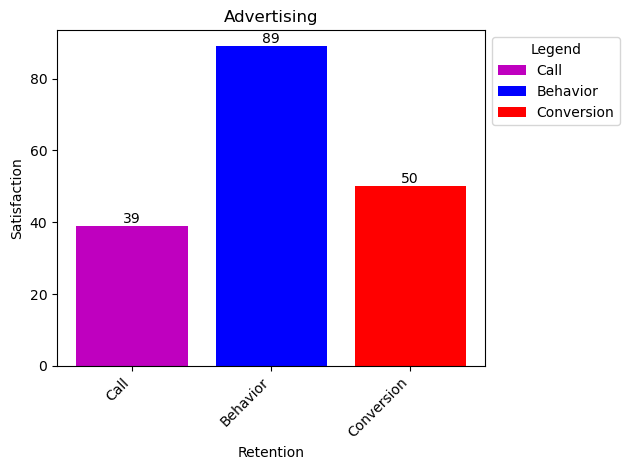 Advertising
89
39
50
Satisfaction
80
60
40
20
0
Call
Behavior
Conversion
Retention
Legend
Call
Behavior
Conversion